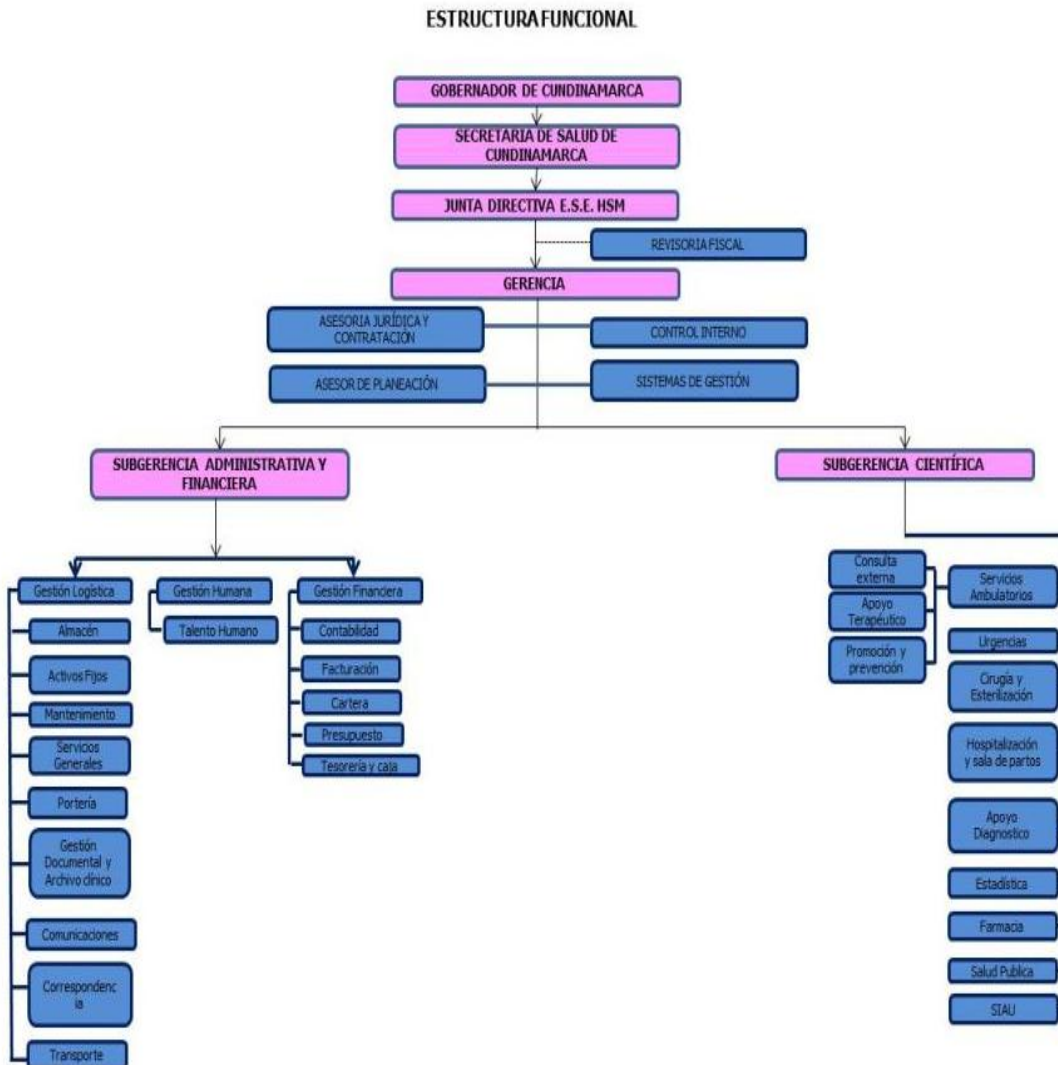 ESTRUCTURA FUNCIONAL
GOBERNADOR DE CUNDINAMARCA
SECRETARIA DE SALUD DE
CUNDINAMARCA
JUNTA DIRECTIVA E.S.E. HSM
REVISORIA FISCAL
GERENCIA
ASESORIA JURÍDICA Y
CONTRATACIÓN
CONTROL INTERNO
ASESOR DE PLANEACIÓN
SISTEMAS DE GESTIÓN
SUBGERENCIA ADMINISTRATIVA Y
FINANCIERA
SUBGERENCIA CIENTÍFICA
Gestión Logística
Almacén
Activos Fijos
Mantenimiento
Servicios
Generales
Portería
Gestión
Documental y
Archivo clínico
Comunicaciones
Correspondenc
ia
Transporte
Gestión Humana
Talento Humano
Gestión Financiera
Contabilidad
Facturación
Cartera
Presupuesto
Tesorería y caja
Consulta
externa
Apoyo
Terapéutico
Promoción y
prevención
Servicios
Ambulatorios
Urgencias
Cirugía y
Esterilización
Hospitalización
y sala de partos
Apoyo
Diagnostico
Estadística
Farmacia
Salud Publica
SIAU